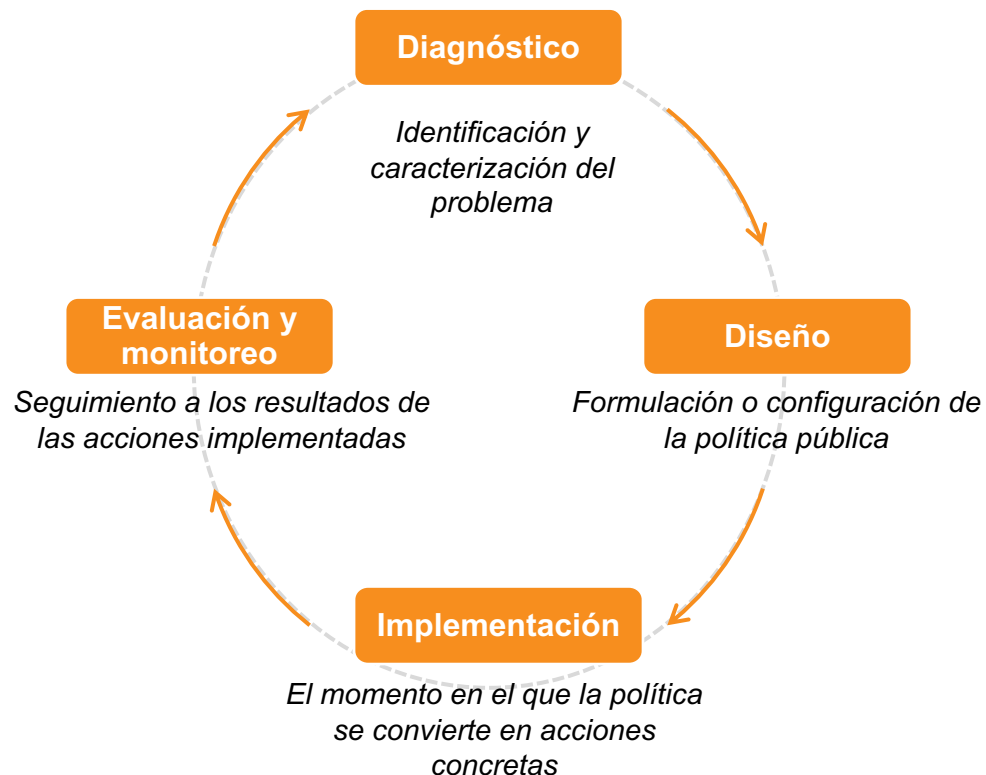 Diagnóstico
Identificación y
caracterización del
problema
Evaluación y
monitoreo
Seguimiento a los resultados de
las acciones implementadas
Diseño
Formulación o configuración de
la política pública
Implementación
El momento en el que la política
se convierte en acciones
concretas